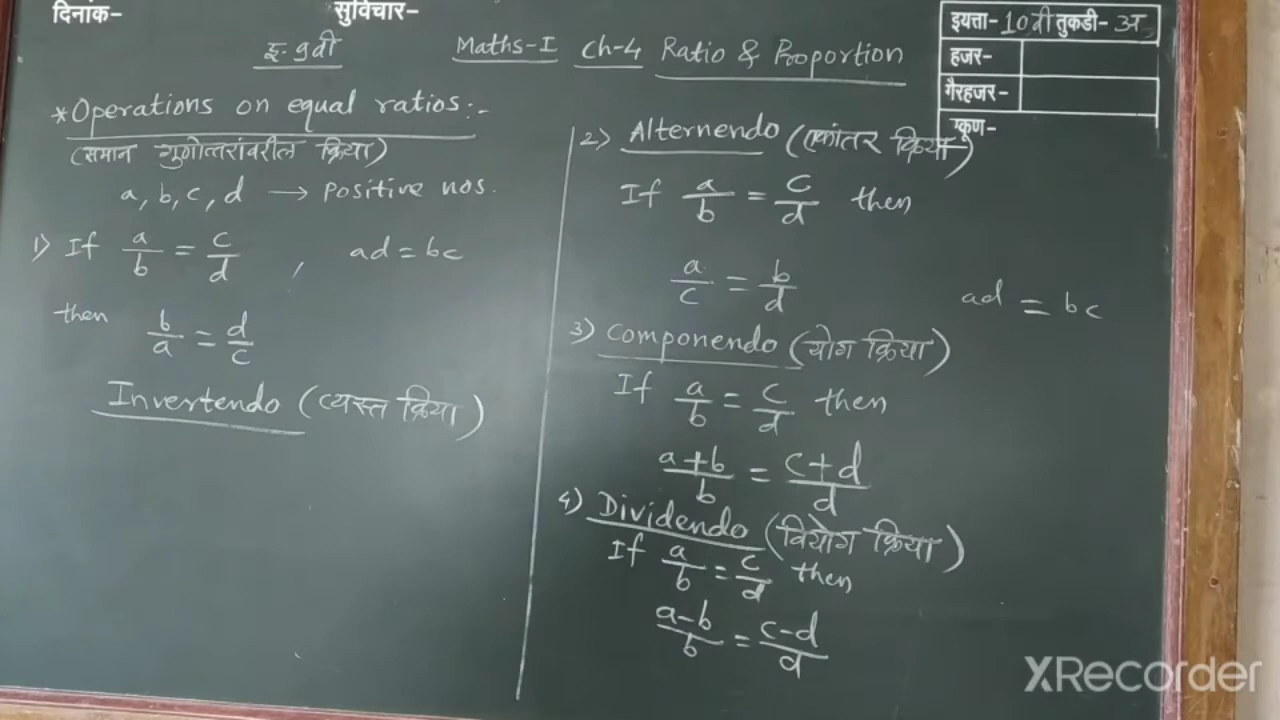 दिनांक-
सुविचार-
इयत्ता- 10वी तुकडी- अ
हजर-
गैरहजर-
एकूण-
इ. 9वी Maths-I Ch-4 Ratio & Proportion
*Operations on equal ratios:-
(समान गुणोत्तरांवरील क्रिया)
a, b, c, d → Positive nos.
1) If a/b = c/d , ad = bc
then b/a = d/c
Invertendo (व्यस्त क्रिया)
2) Alternendo (एकांतर क्रिया)
If a/b = c/d then
a/c = b/d ad = bc
3) Componendo (योग क्रिया)
If a/b = c/d then
a+b/b = c+d/d
4) Dividendo (वियोग क्रिया)
If a/b = c/d then
a-b/b = c-d/d
XRecorder